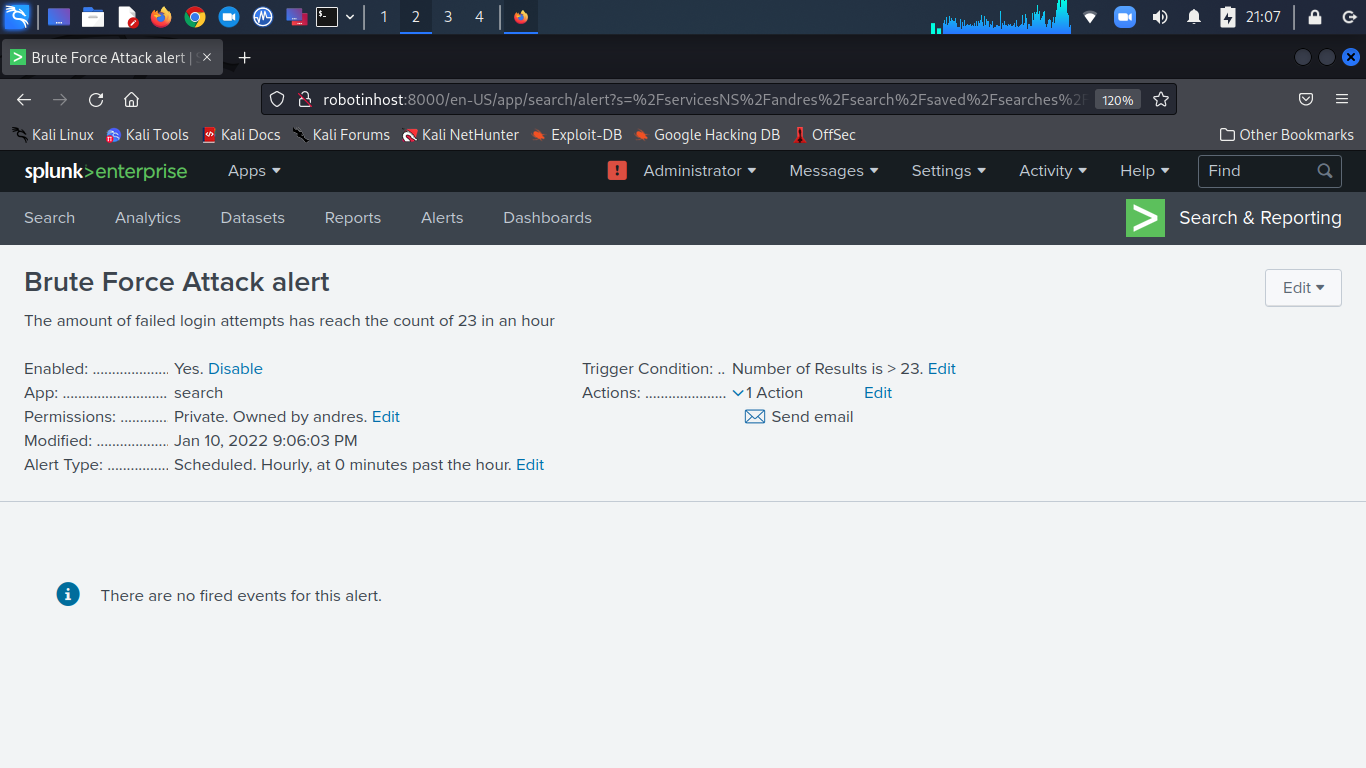 1 2 3 4 21:07
Brute Force Attack alert | S
robotinhost:8000/en-US/app/search/alert?s=%2FservicesNS%2Fandres%2Fsearch%2Fsaved%2Fsearches%2F 120%
Kali Linux Kali Tools Kali Docs Kali Forums Kali NetHunter Exploit-DB Google Hacking DB OffSec Other Bookmarks
splunk>enterprise Apps ! Administrator Messages Settings Activity Help Find
Search Analytics Datasets Reports Alerts Dashboards > Search & Reporting
Brute Force Attack alert Edit
The amount of failed login attempts has reach the count of 23 in an hour
Enabled: .................... Yes. Disable Trigger Condition: .. Number of Results is > 23. Edit
App: ............................ search Actions: ...................... 1 Action Edit
Permissions: ............ Private. Owned by andres. Edit Send email
Modified: ................... Jan 10, 2022 9:06:03 PM
Alert Type: ................ Scheduled. Hourly, at 0 minutes past the hour. Edit
There are no fired events for this alert.